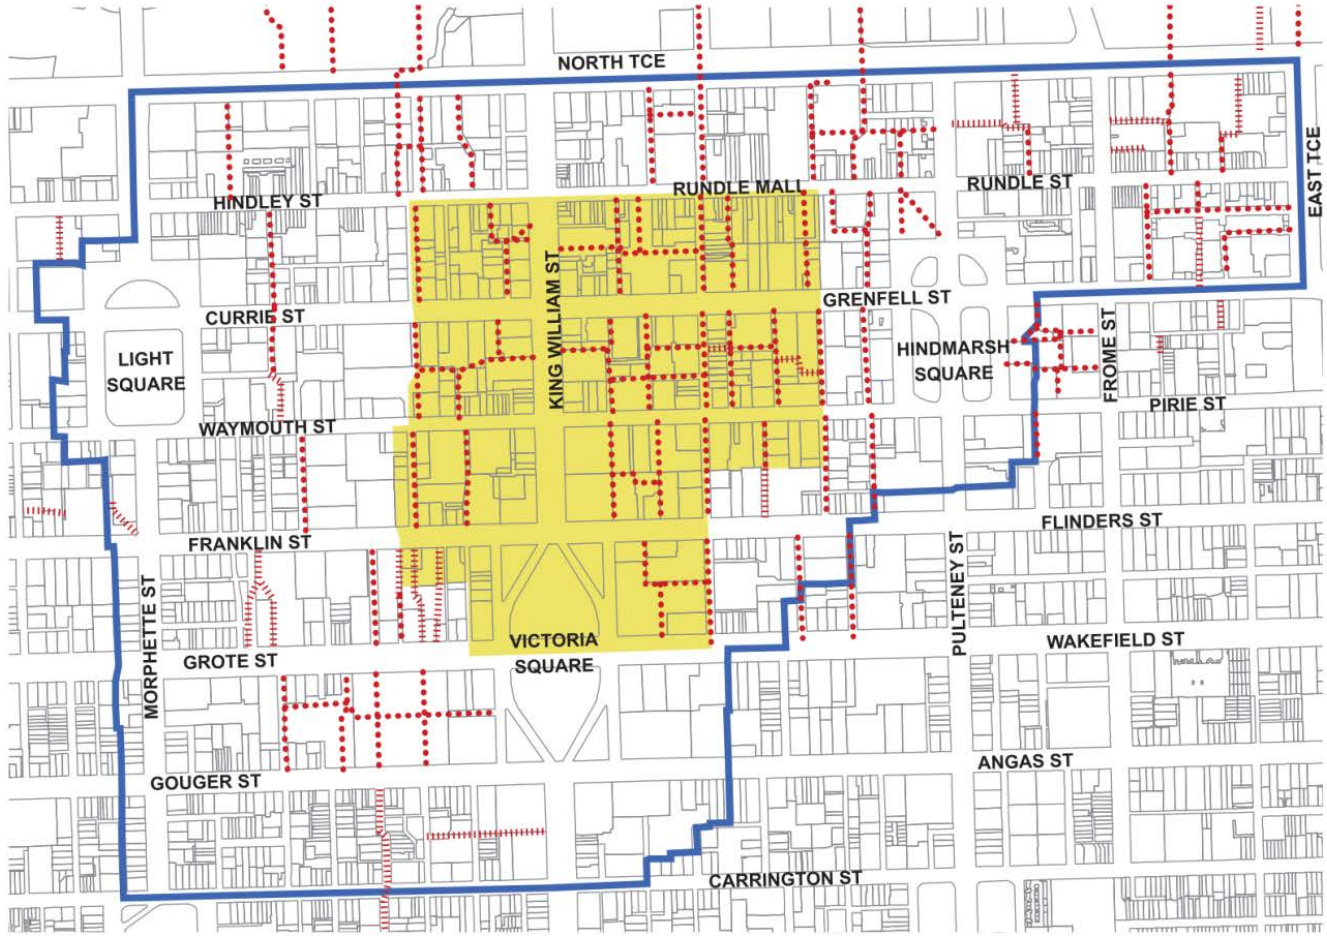 NORTH TCE
EAST TCE
RUNDLE MALL
RUNDLE ST
HINDLEY ST
KING WILLIAM ST
GRENFELL ST
CURRIE ST
LIGHT
SQUARE
HINDMARSH
SQUARE
FROME ST
PIRIE ST
WAYMOUTH ST
FLINDERS ST
FRANKLIN ST
MORPHETTE ST
PULTENEY ST
VICTORIA
SQUARE
WAKEFIELD ST
GROTE ST
ANGAS ST
GOUGER ST
CARRINGTON ST